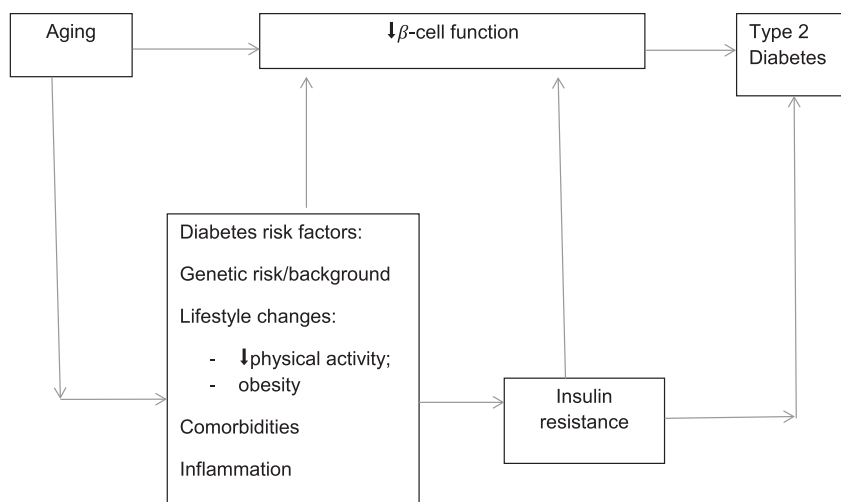 Aging
⬇β-cell function
Type 2
Diabetes
Diabetes risk factors:
Genetic risk/background
Lifestyle changes:
- ⬇physical activity;
- obesity
Comorbidities
Inflammation
Insulin
resistance